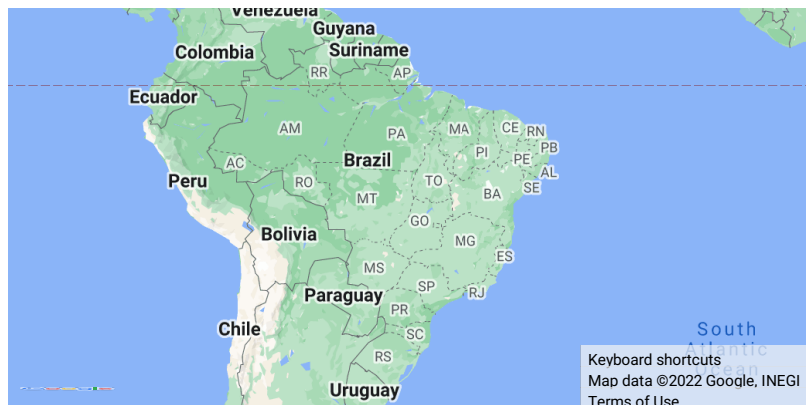 Venezuela
Guyana
Colombia
Suriname
RR
AP
Ecuador
AM
PA
MA
CE
RN
PB
PI
PE
AC
Brazil
AL
Peru
RO
TO
SE
MT
BA
GO
Bolivia
MG
ES
MS
SP
Paraguay
RJ
PR
Chile
SC
South
Atlantic
Ocean
RS
Uruguay
Keyboard shortcuts
Map data ©2022 Google, INEGI
Terms of Use